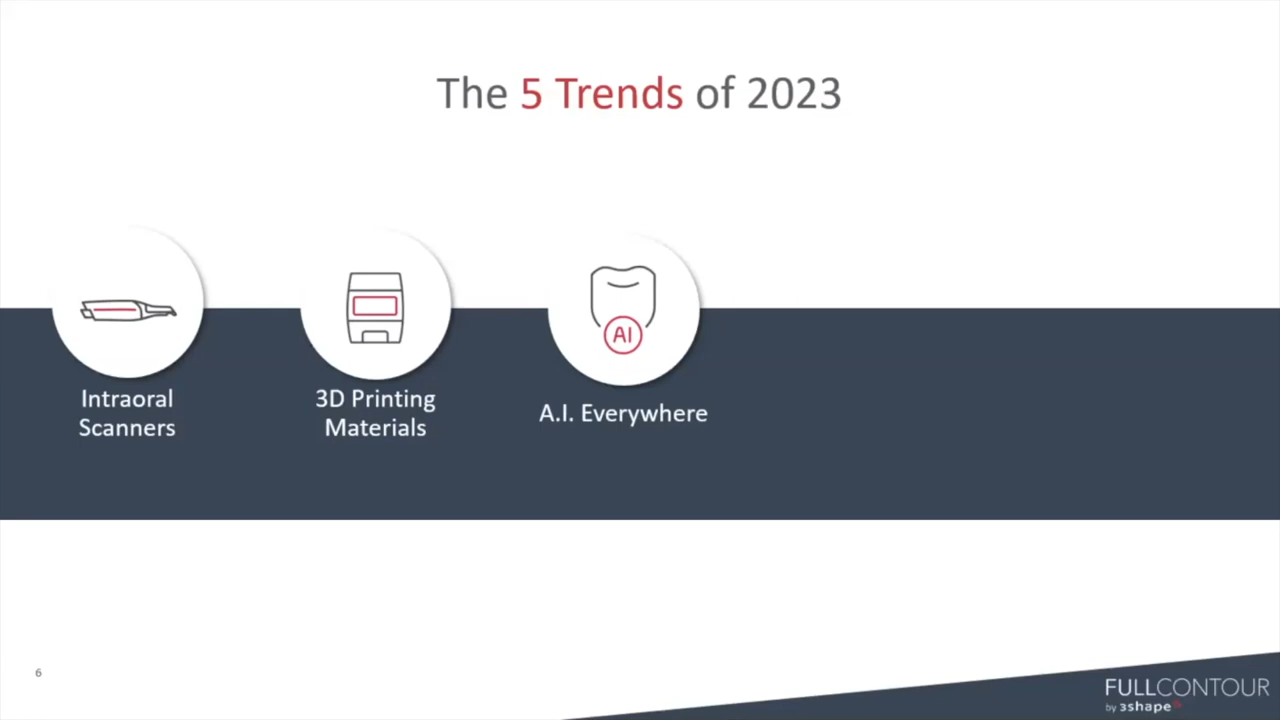 The 5 Trends of 2023
AI
Intraoral
Scanners
3D Printing
Materials
A.I. Everywhere
6
FULLCONTOUR
by 3shape